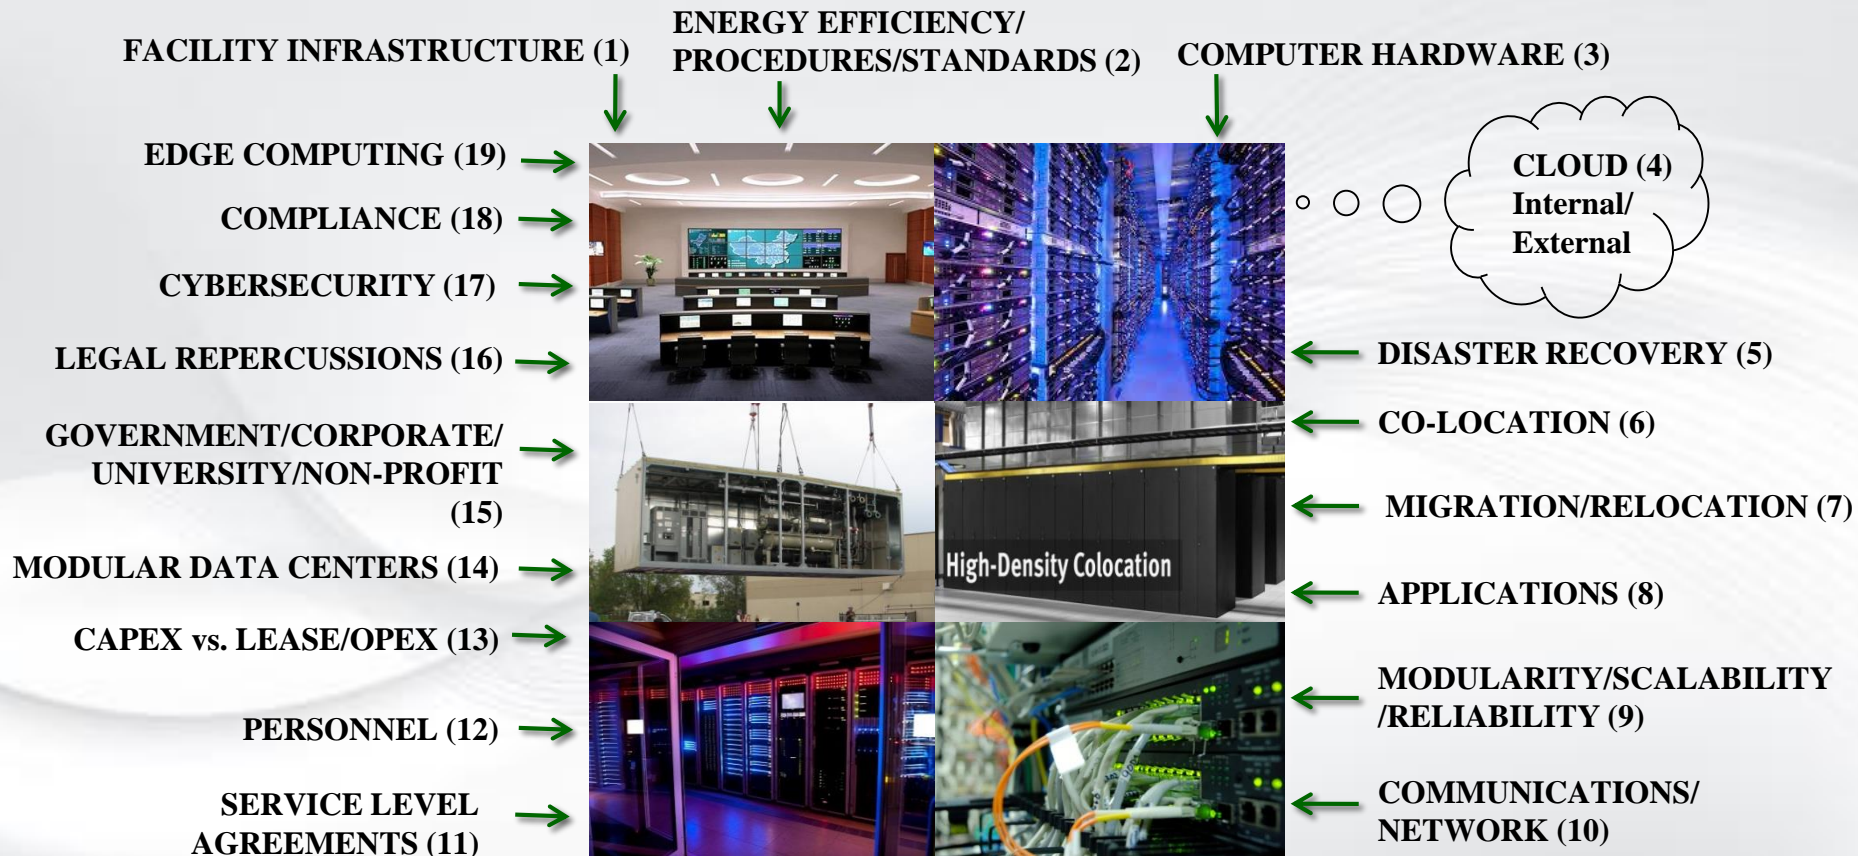 FACILITY INFRASTRUCTURE (1)
ENERGY EFFICIENCY/
PROCEDURES/STANDARDS (2)
COMPUTER HARDWARE (3)
CLOUD (4)
Internal/
External
DISASTER RECOVERY (5)
CO-LOCATION (6)
MIGRATION/RELOCATION (7)
APPLICATIONS (8)
MODULARITY/SCALABILITY
/RELIABILITY (9)
COMMUNICATIONS/
NETWORK (10)
SERVICE LEVEL
AGREEMENTS (11)
PERSONNEL (12)
CAPEX vs. LEASE/OPEX (13)
MODULAR DATA CENTERS (14)
GOVERNMENT/CORPORATE/
UNIVERSITY/NON-PROFIT
(15)
LEGAL REPERCUSSIONS (16)
CYBERSECURITY (17)
COMPLIANCE (18)
EDGE COMPUTING (19)
High-Density Colocation